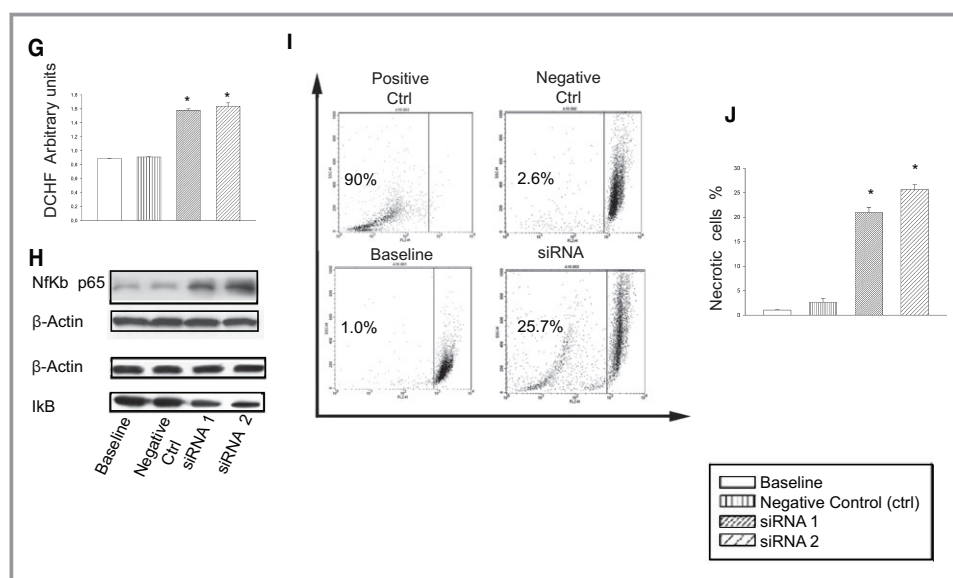 G
DCHF Arbitrary units
1,8
1,6
1,4
1,2
1,0
0,8
0,6
0,4
0,2
0,0
*
*
H
NfKb p65
β-Actin
β-Actin
IkB
Baseline
Negative
Ctrl
siRNA 1
siRNA 2
I
Positive
Ctrl
90%
Negative
Ctrl
2.6%
Baseline
1.0%
siRNA
25.7%
J
Necrotic cells %
30
25
20
15
10
5
0
*
*
Baseline
Negative Control (ctrl)
siRNA 1
siRNA 2